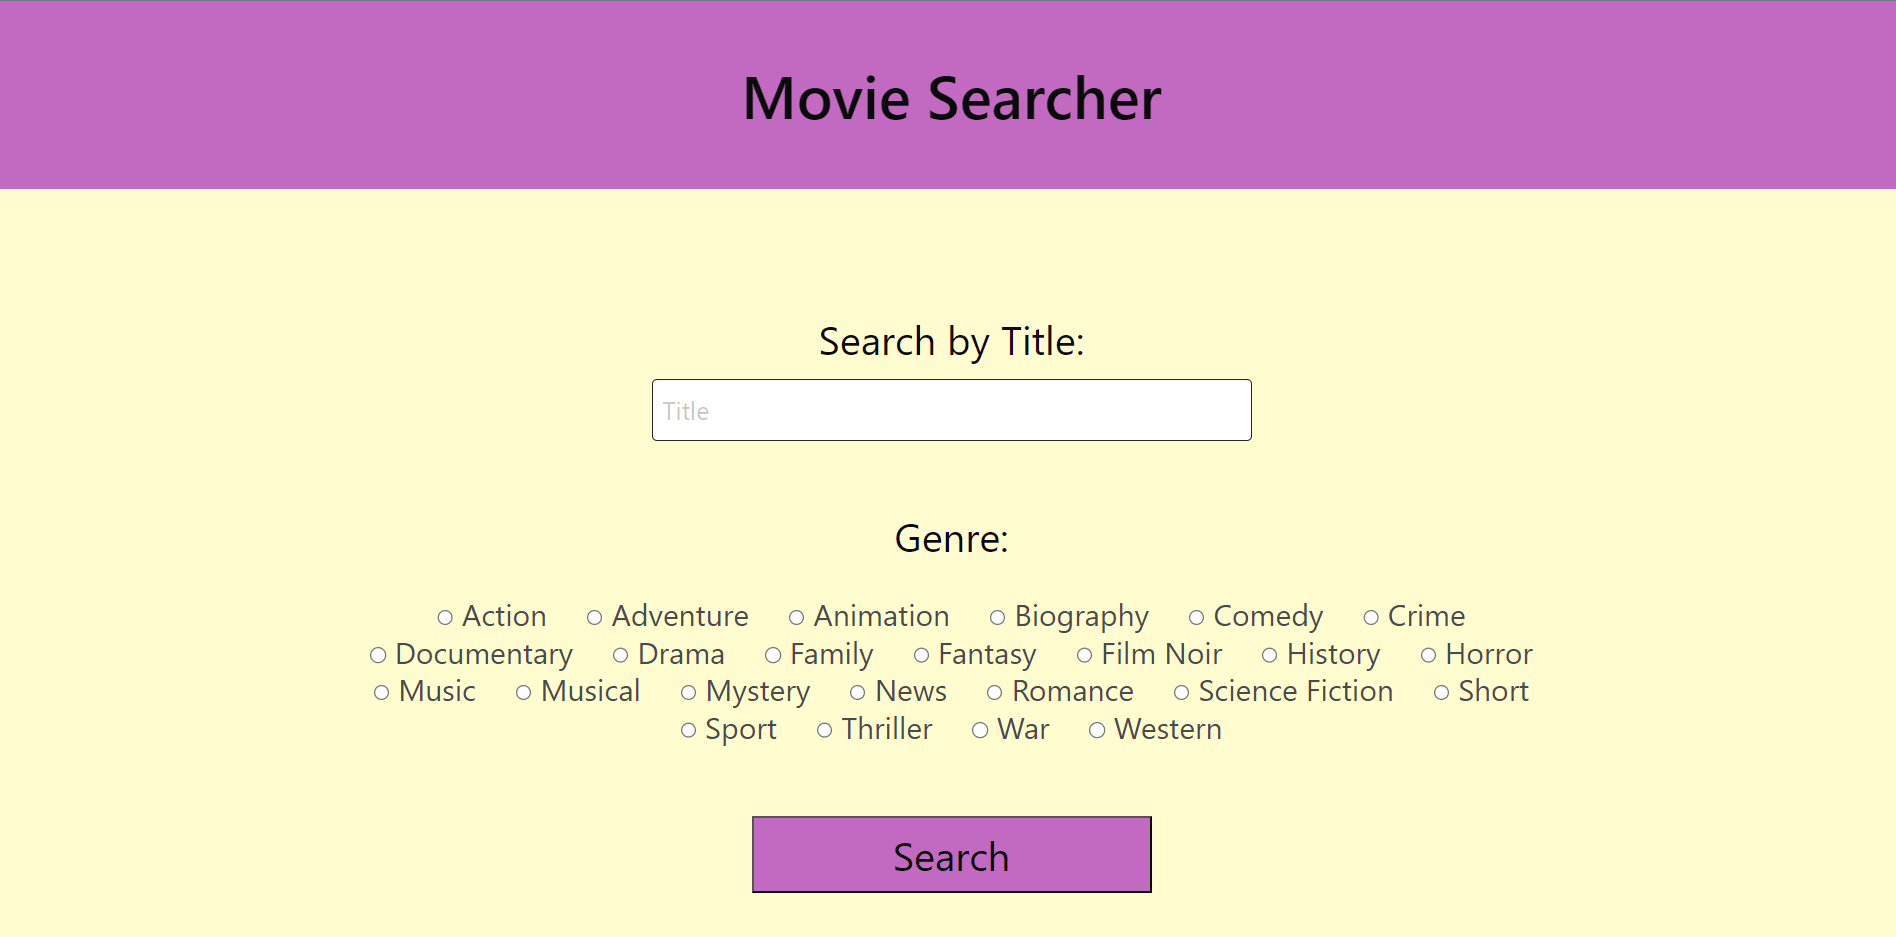 Movie Searcher
Search by Title:
Title
Genre:
Action Adventure Animation Biography Comedy Crime
Documentary Drama Family Fantasy Film Noir History Horror
Music Musical Mystery News Romance Science Fiction Short
Sport Thriller War Western
Search